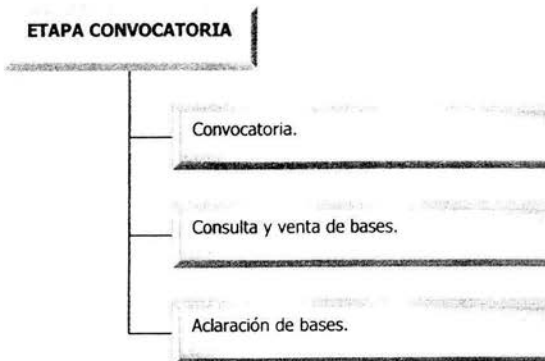 ETAPA CONVOCATORIA
Convocatoria.
Consulta y venta de bases.
Aclaración de bases.